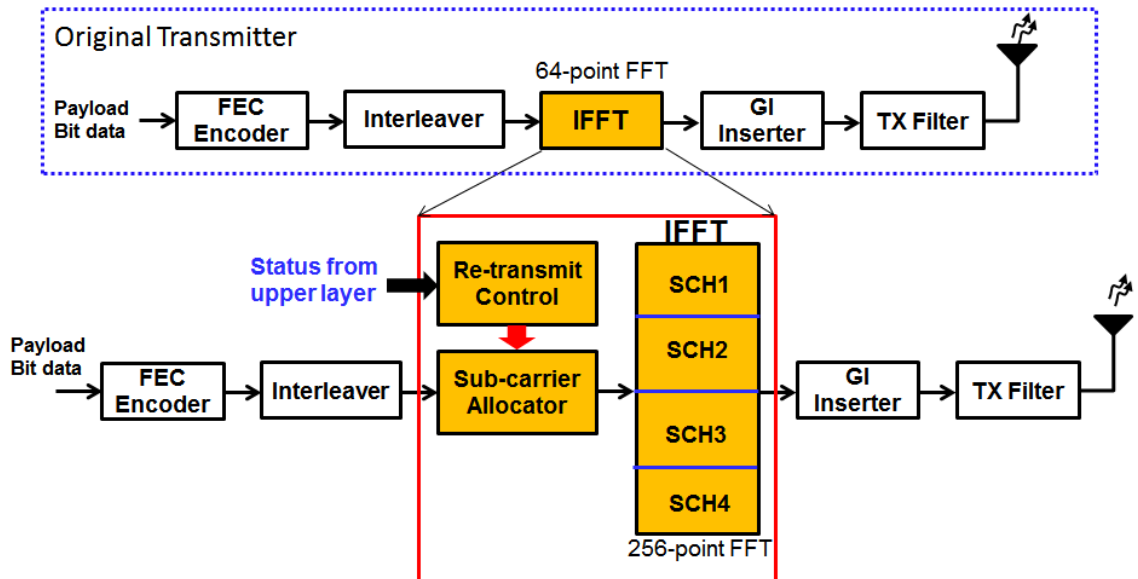 Original Transmitter
64-point FFT
Payload
Bit data
FEC
Encoder
Interleaver
IFFT
GI
Inserter
TX Filter
IFFT
Status from
upper layer
Re-transmit
Control
SCH1
SCH2
Payload
Bit data
FEC
Encoder
Interleaver
Sub-carrier
Allocator
GI
Inserter
TX Filter
SCH3
SCH4
256-point FFT